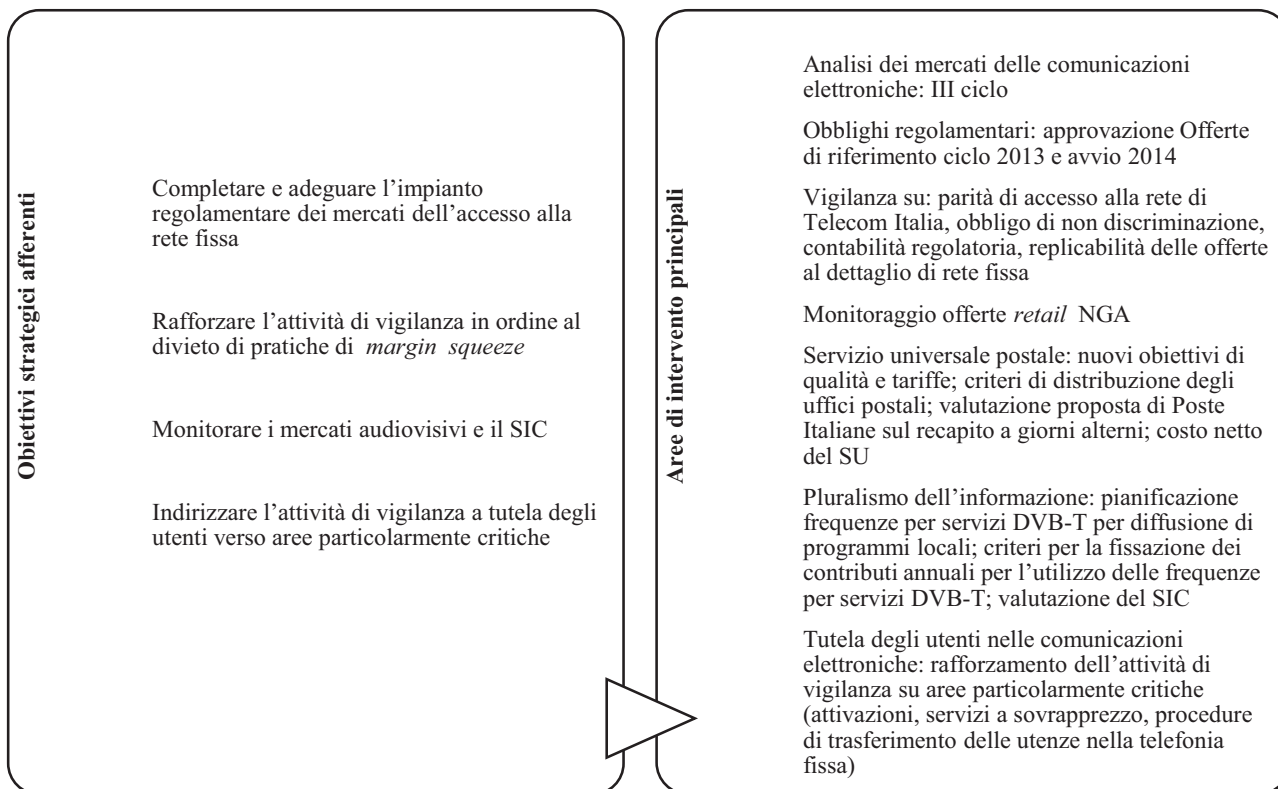 Obiettivi strategici afferenti
Completare e adeguare l’impianto
regolamentare dei mercati dell’accesso alla
rete fissa
Rafforzare l’attività di vigilanza in ordine al
divieto di pratiche di margin squeeze
Monitorare i mercati audiovisivi e il SIC
Indirizzare l’attività di vigilanza a tutela degli
utenti verso aree particolarmente critiche
Aree di intervento principali
Analisi dei mercati delle comunicazioni
elettroniche: III ciclo
Obblighi regolamentari: approvazione Offerte
di riferimento ciclo 2013 e avvio 2014
Vigilanza su: parità di accesso alla rete di
Telecom Italia, obbligo di non discriminazione,
contabilità regolatoria, replicabilità delle offerte
al dettaglio di rete fissa
Monitoraggio offerte retail NGA
Servizio universale postale: nuovi obiettivi di
qualità e tariffe; criteri di distribuzione degli
uffici postali; valutazione proposta di Poste
Italiane sul recapito a giorni alterni; costo netto
del SU
Pluralismo dell’informazione: pianificazione
frequenze per servizi DVB-T per diffusione di
programmi locali; criteri per la fissazione dei
contributi annuali per l’utilizzo delle frequenze
per servizi DVB-T; valutazione del SIC
Tutela degli utenti nelle comunicazioni
elettroniche: rafforzamento dell’attività di
vigilanza su aree particolarmente critiche
(attivazioni, servizi a sovrapprezzo, procedure
di trasferimento delle utenze nella telefonia
fissa)